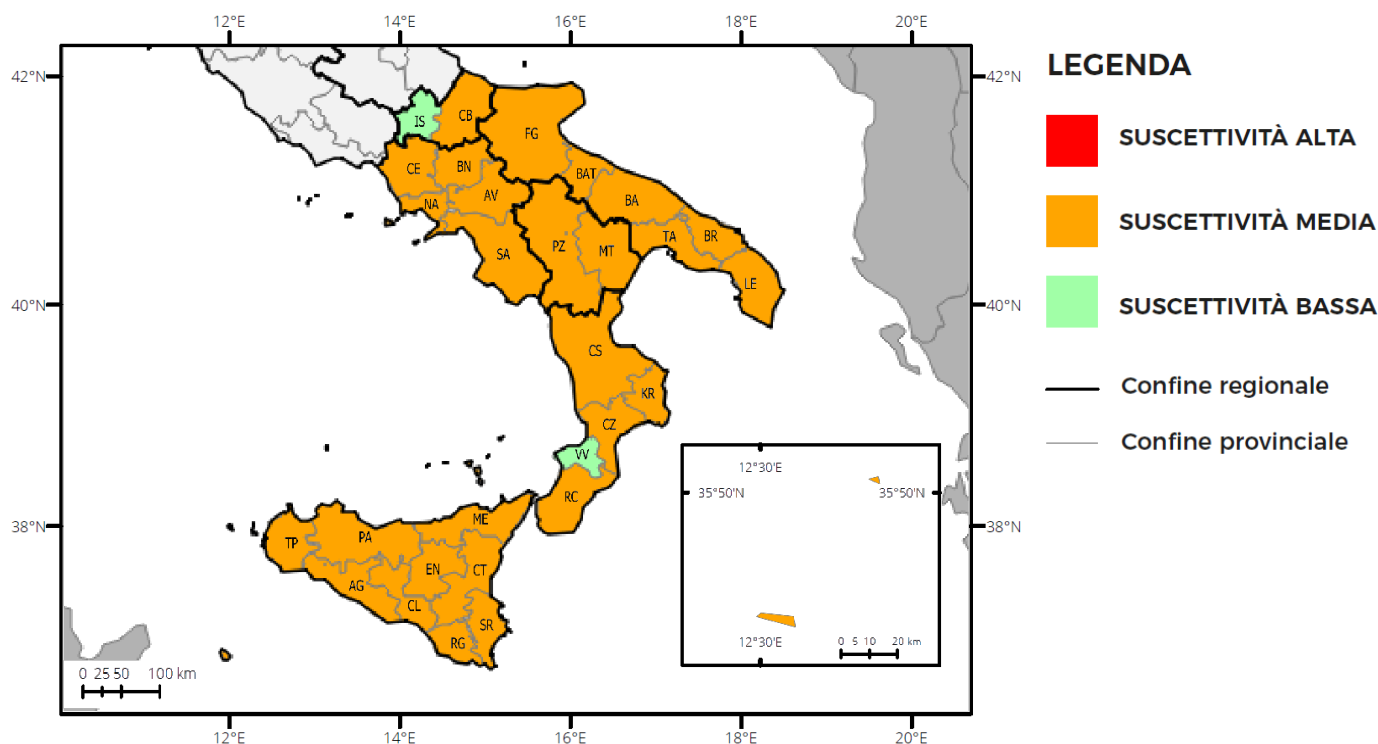 12°E 14°E 16°E 18°E 20°E
42°N 42°N
LEGENDA
SUSCETTIVITÀ ALTA
SUSCETTIVITÀ MEDIA
SUSCETTIVITÀ BASSA
Confine regionale
Confine provinciale
IS CB FG
CE BN BAT
NA AV BA
SA PZ MT TA BR
LE
40°N 40°N
CS
KR
CZ
VV
RC
12°30'E
35°50'N 35°50'N
38°N 38°N
TP PA ME
AG EN CT
CL
RG SR
12°30'E
0 5 10 20 km
0 25 50 100 km
12°E 14°E 16°E 18°E 20°E